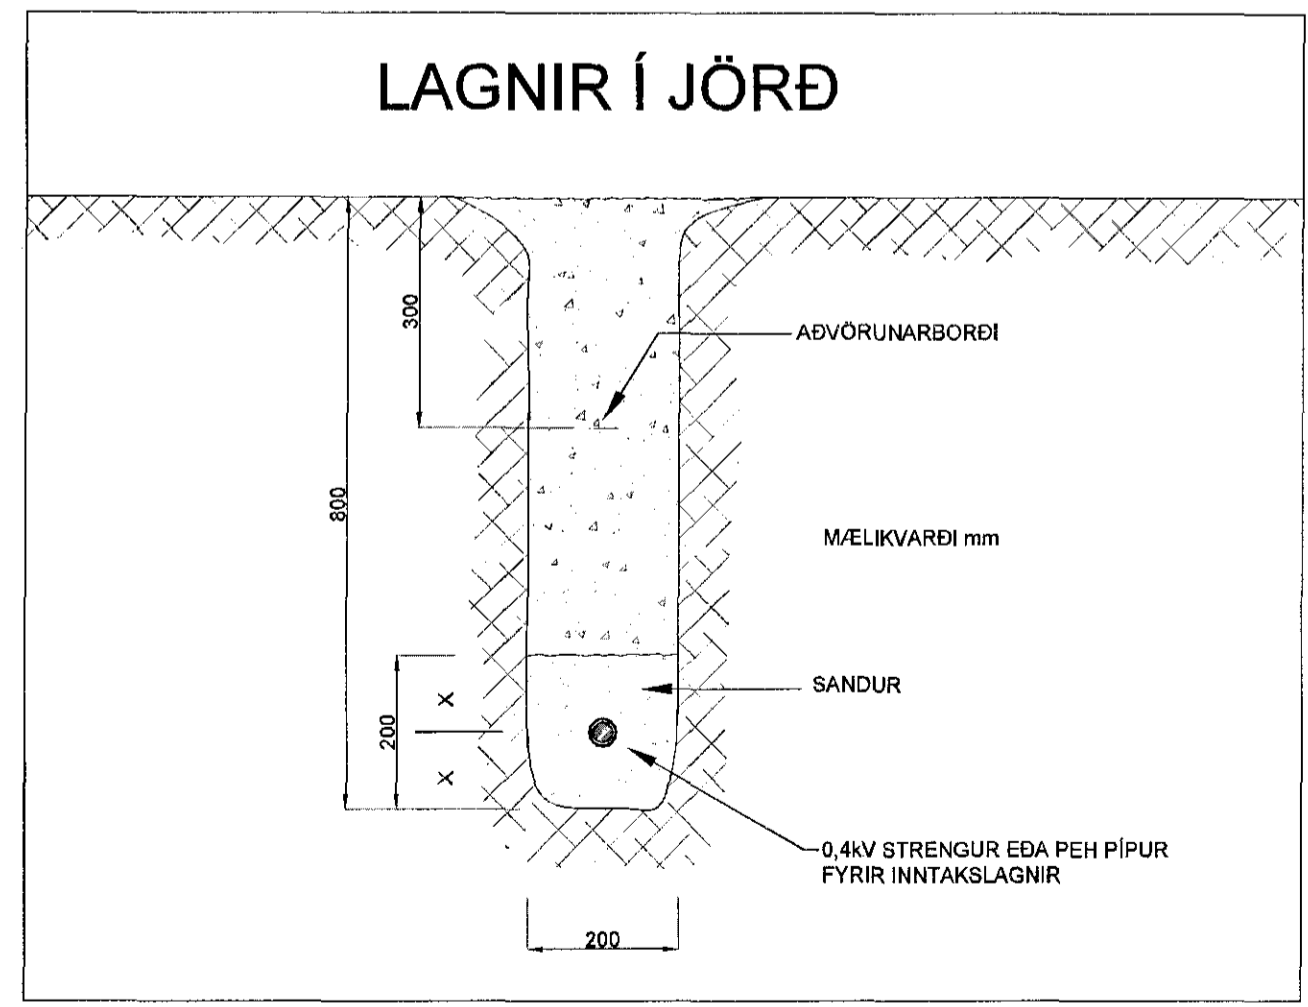 LAGNIR Í JÖRÐ
300
AÐVÖRUNARBORÐI
800
MÆLIKVARÐI mm
SANDUR
200
X
X
0,4kV STRENGUR EÐA PEH PÍPUR
FYRIR INNTAKSLAGNIR
200